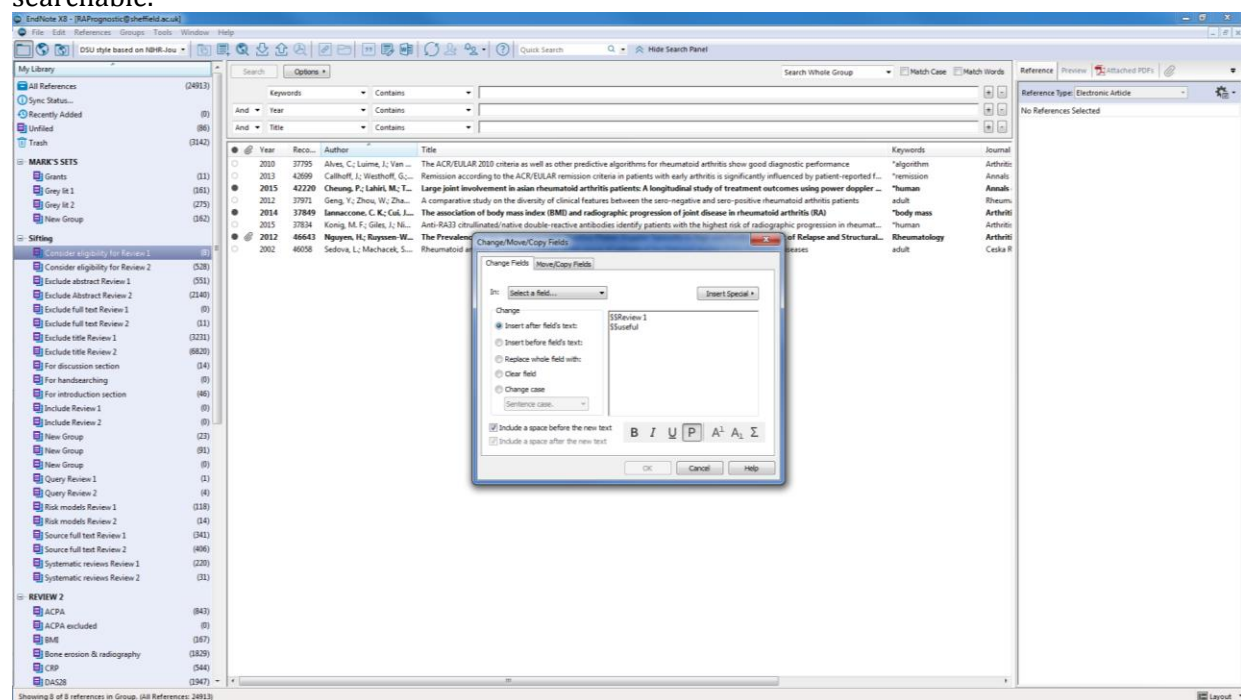 searchable.
EndNote X8 - [RAPrognostic@sheffield.ac.uk]
File Edit References Groups Tools Window Help
DSU style based on NIHR-Jou Quick Search Hide Search Panel
My Library
All References (24913)
Sync Status...
Recently Added (0)
Unfiled (86)
Trash (3142)
MARK'S SETS
Grants (11)
Grey lit 1 (161)
Grey lit 2 (275)
New Group (162)
Sifting
Consider eligibility for Review 1 (8)
Consider eligibility for Review 2 (528)
Exclude abstract Review 1 (551)
Exclude Abstract Review 2 (2140)
Exclude full text Review 1 (0)
Exclude full text Review 2 (11)
Exclude title Review 1 (3231)
Exclude title Review 2 (6820)
For discussion section (14)
For handsearching (0)
For introduction section (46)
Include Review 1 (0)
Include Review 2 (0)
New Group (23)
New Group (91)
New Group (0)
Query Review 1 (1)
Query Review 2 (4)
Risk models Review 1 (118)
Risk models Review 2 (14)
Source full text Review 1 (341)
Source full text Review 2 (406)
Systematic reviews Review 1 (220)
Systematic reviews Review 2 (31)
REVIEW 2
ACPA (843)
ACPA excluded (0)
BMI (167)
Bone erosion & radiography (1829)
CRP (544)
DAS28 (1947)
Showing 8 of 8 references in Group. (All References: 24913)
Search Options Search Whole Group Match Case Match Words
Keywords Contains
And Year Contains
And Title Contains
Year Reco... Author Title Keywords Journal
2010 37795 Alves, C.; Luime, J.; Van ... The ACR/EULAR 2010 criteria as well as other predictive algorithms for rheumatoid arthritis show good diagnostic performance *algorithm Arthritis
2013 42699 Callhoff, J.; Westhoff, G.;... Remission according to the ACR/EULAR remission criteria in patients with early arthritis is significantly influenced by patient-reported f... *remission Annals
2015 42220 Cheung, P.; Lahiri, M.; T... Large joint involvement in asian rheumatoid arthritis patients: A longitudinal study of treatment outcomes using power doppler ... *human Annals
2012 37971 Geng, Y.; Zhou, W.; Zha... A comparative study on the diversity of clinical features between the sero-negative and sero-positive rheumatoid arthritis patients adult Rheum
2014 37849 Iannaccone, C. K.; Cui, J.... The association of body mass index (BMI) and radiographic progression of joint disease in rheumatoid arthritis (RA) *body mass Arthriti
2015 37834 Konig, M. F.; Giles, J.; Ni... Anti-RA33 citrullinated/native double-reactive antibodies identify patients with the highest risk of radiographic progression in rheumat... *human Arthritis
2012 46643 Nguyen, H.; Ruyssen-W... The Prevalenc of Relapse and Structural... Rheumatology Arthriti
2002 46058 Sedova, L.; Machacek, S.... Rheumatoid ar eases adult Ceska R
Change/Move/Copy Fields
Change Fields Move/Copy Fields
In: Select a field... Insert Special
Change
Insert after field's text:
Insert before field's text:
Replace whole field with:
Clear field
Change case
Sentence case.
$$Review 1
$$useful
Include a space before the new text
Include a space after the new text
B I U P A¹ A₁ Σ
OK Cancel Help
Reference Preview Attached PDFs
Reference Type: Electronic Article
No References Selected
Layout